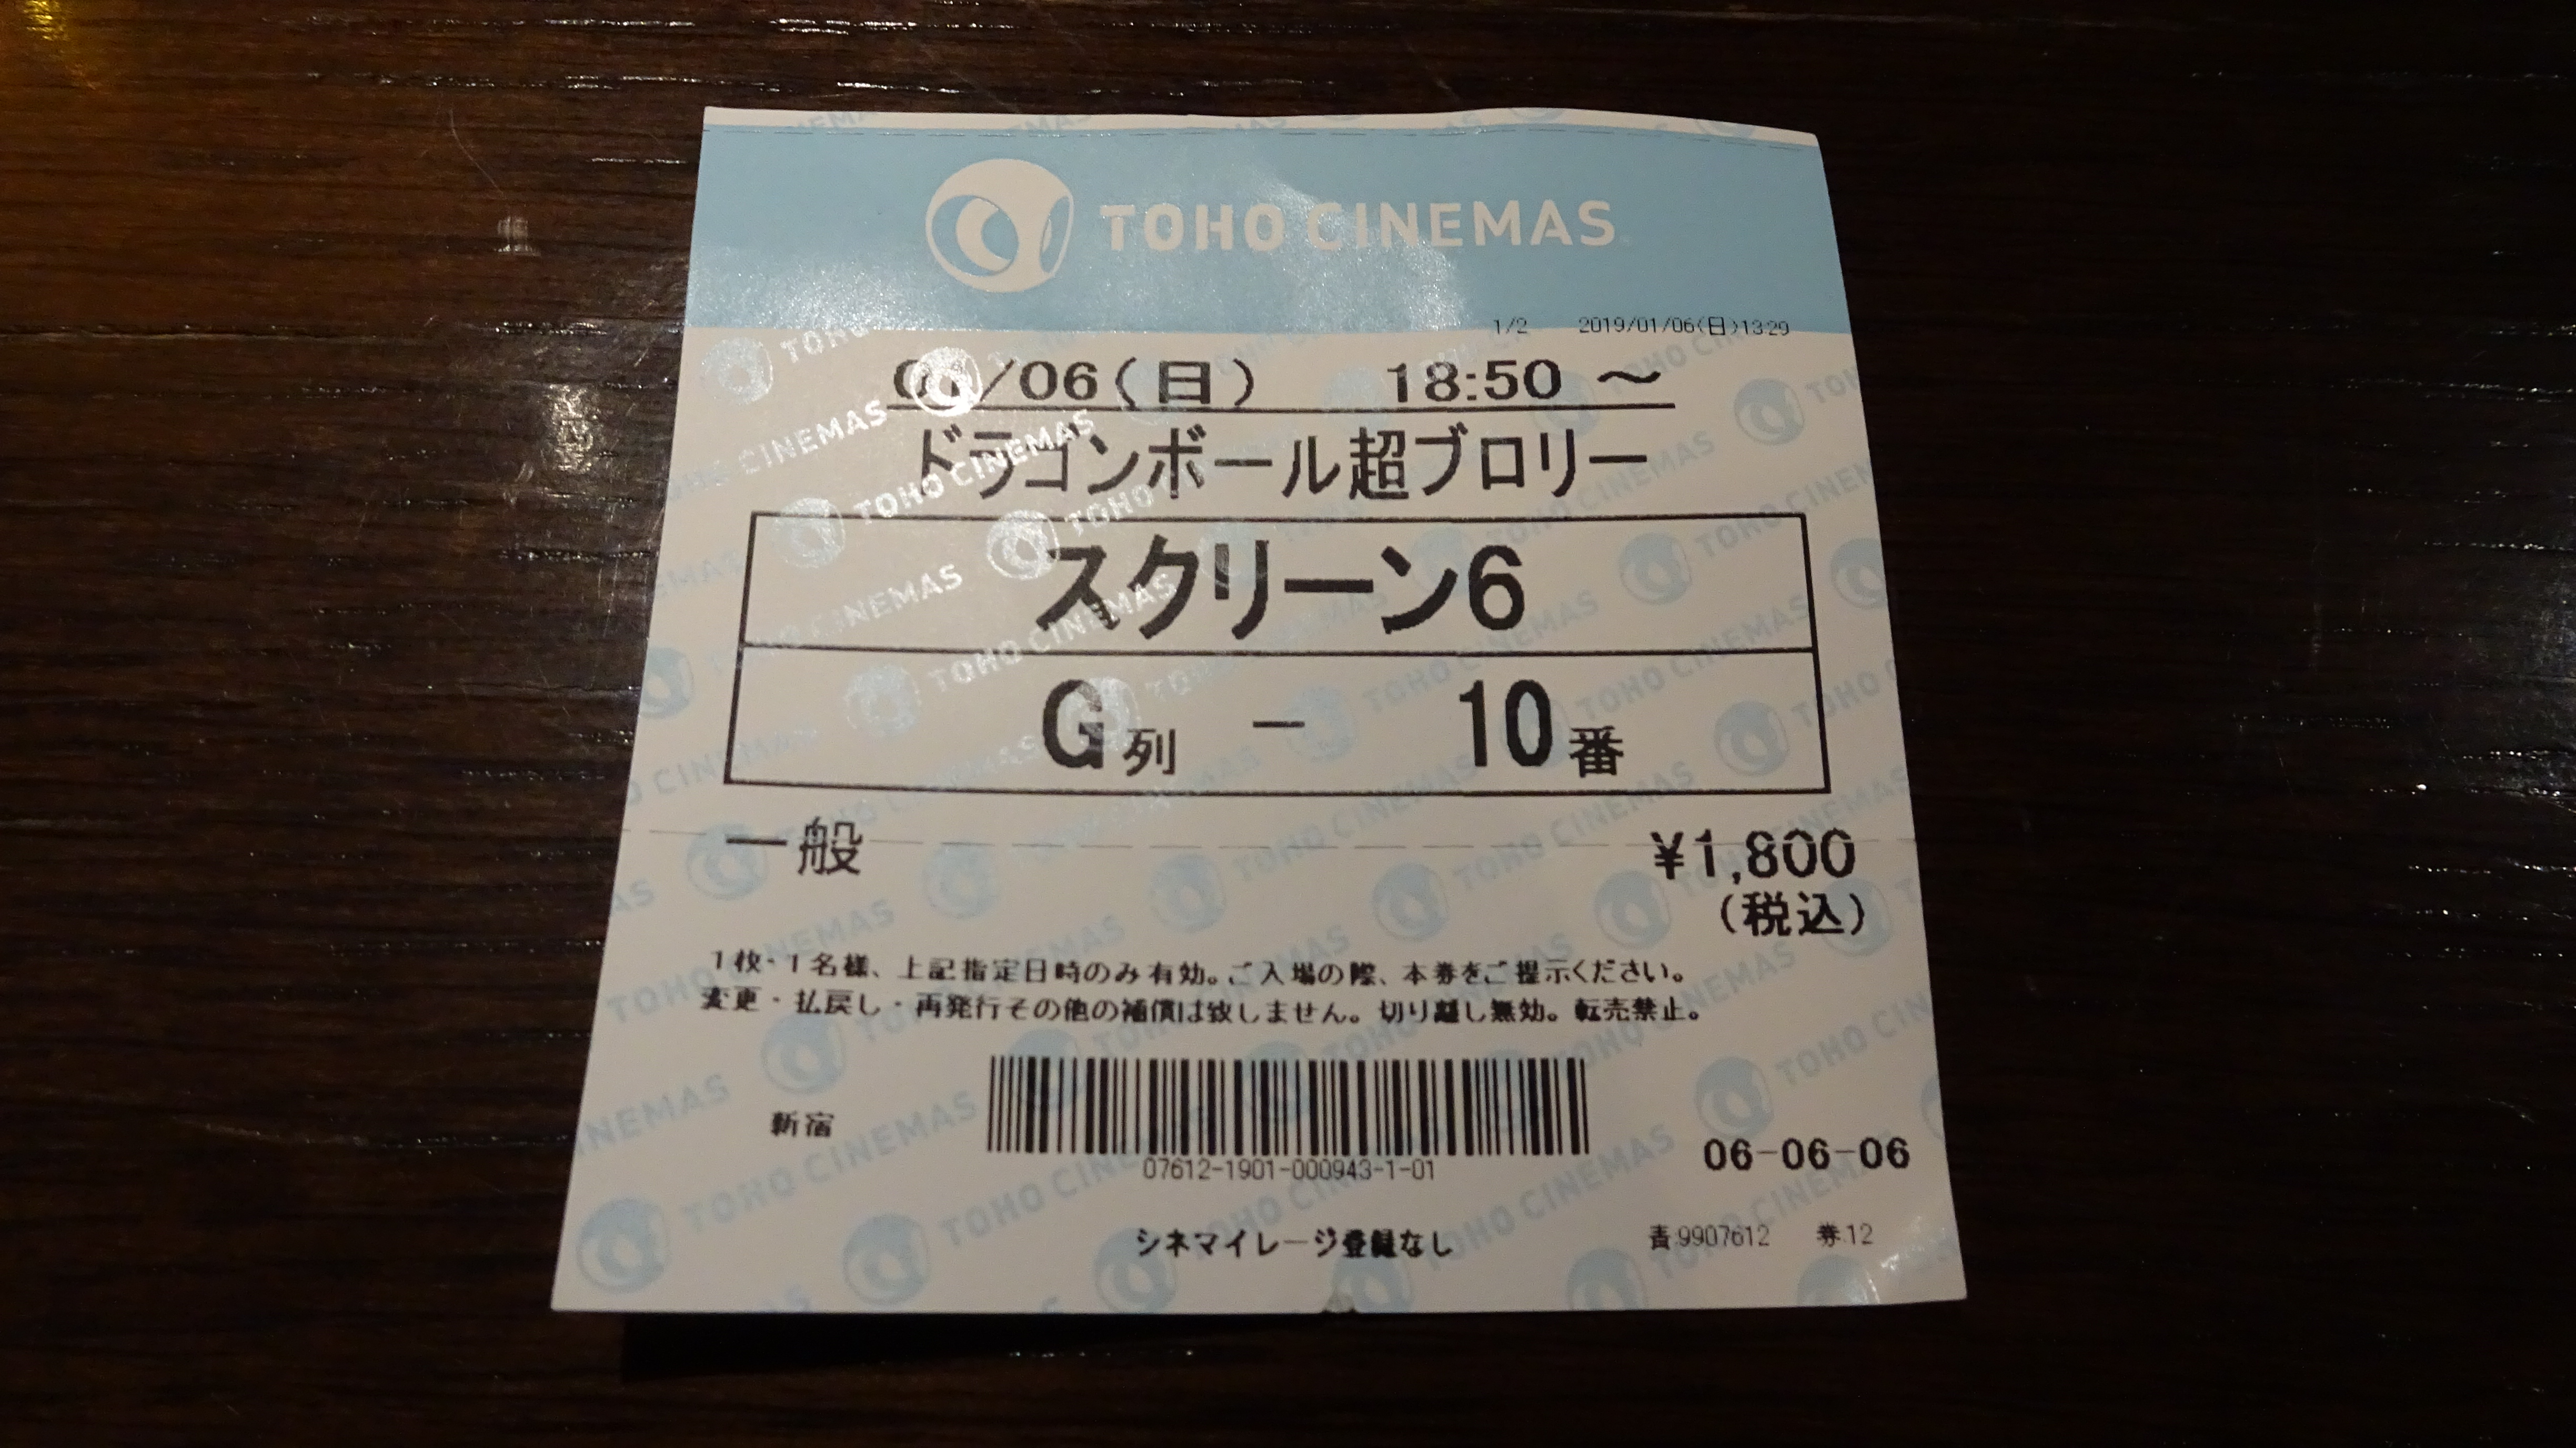 TOHO CINEMAS
1/2 2019/01/06(日)13:29
01/06(日) 18:50 ～
ドラゴンボール超ブロリー
スクリーン6
G列 － 10番
一般 ¥1,800
(税込)
1枚・1名様、上記指定日時のみ有効。ご入場の際、本券をご提示ください。
変更・払戻し・再発行その他の補償は致しません。切り離し無効。転売禁止。
新宿
07612-1901-000943-1-01
06-06-06
シネマイレージ登録なし
青:9907612 券:12